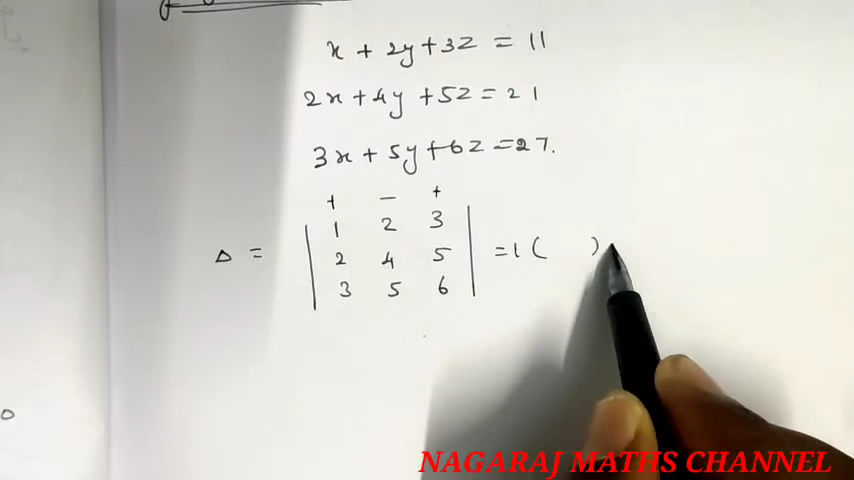 x + 2y + 3z = 11
2x + 4y + 5z = 21
3x + 5y + 6z = 27.
+ - +
1 2 3
Δ = 2 4 5 = 1 ( )
3 5 6
NAGARAJ MATHS CHANNEL